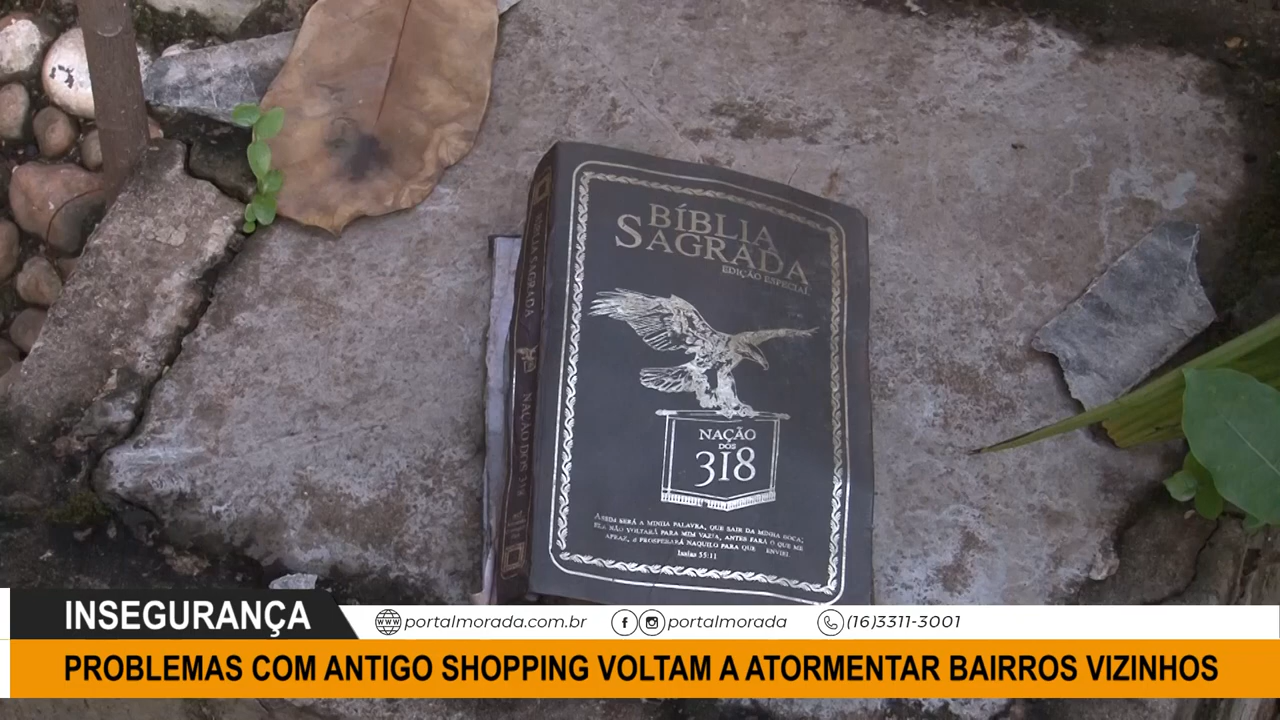 BÍBLIA
SAGRADA
EDIÇÃO ESPECIAL
BÍBLIA SAGRADA
NAÇÃO DOS 318
NAÇÃO
DOS
318
ASSIM SERÁ A MINHA PALAVRA, QUE SAIR DA MINHA BOCA;
ELA NÃO VOLTARÁ PARA MIM VAZIA, ANTES FARÁ O QUE ME
APRAZ, E PROSPERARÁ NAQUILO PARA QUE ENVIEI
Isaías 55:11
INSEGURANÇA
portalmorada.com.br
portalmorada
(16)3311-3001
PROBLEMAS COM ANTIGO SHOPPING VOLTAM A ATORMENTAR BAIRROS VIZINHOS